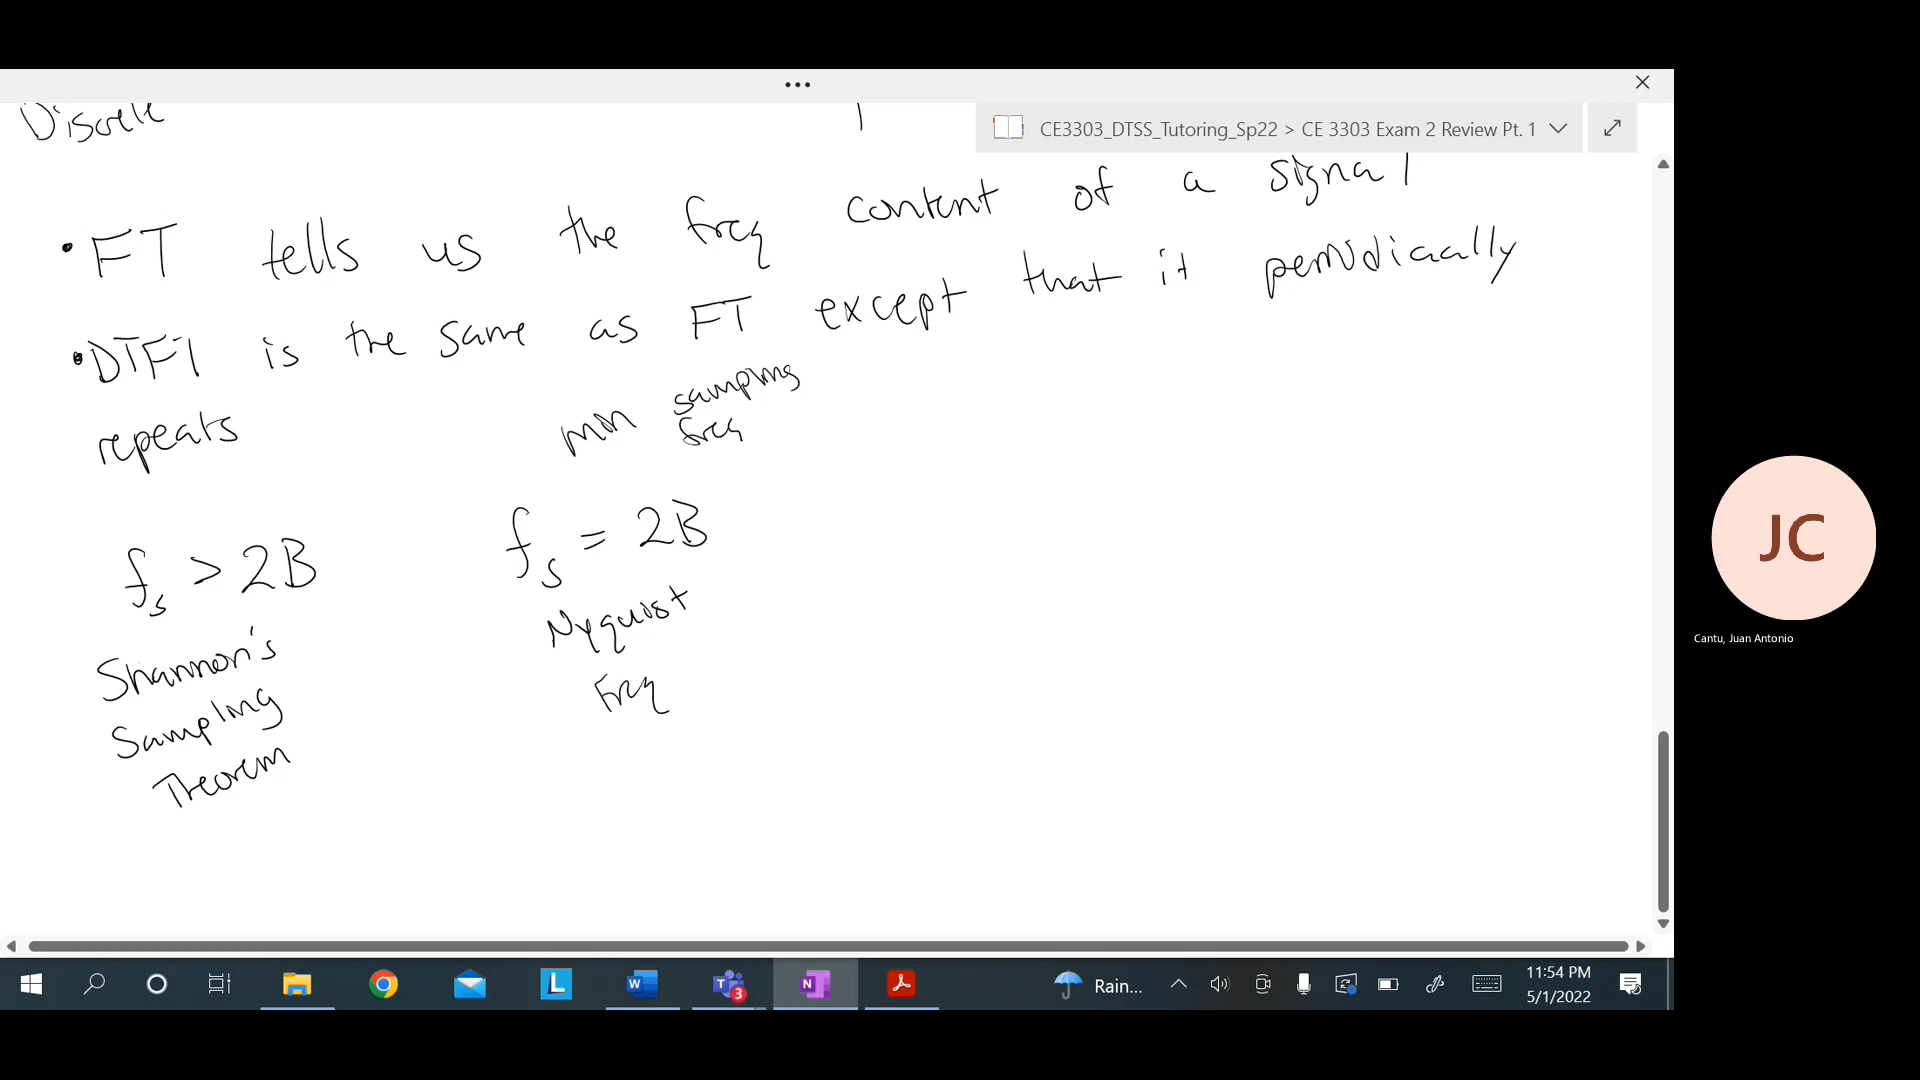 Discrete
CE3303_DTSS_Tutoring_Sp22 > CE 3303 Exam 2 Review Pt. 1
• FT tells us the freq content of a signal
• DTFT is the same as FT except that it periodically
repeats
min sampling
freq
fs > 2B
fs = 2B
Shannon's
Sampling
Theorem
Nyquist
Freq
JC
Cantu, Juan Antonio
Rain...
11:54 PM
5/1/2022
L
W
T
3
N